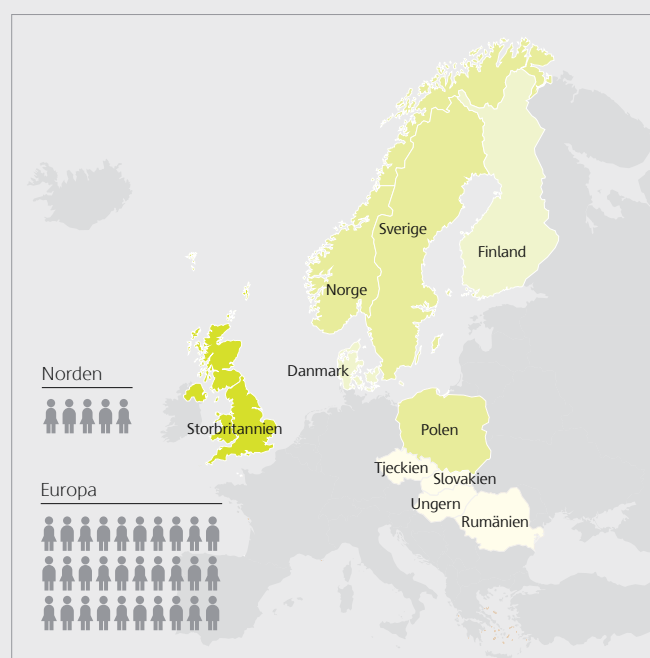 Sverige
Finland
Norge
Danmark
Norden
Storbritannien
Polen
Tjeckien
Slovakien
Europa
Ungern
Rumänien